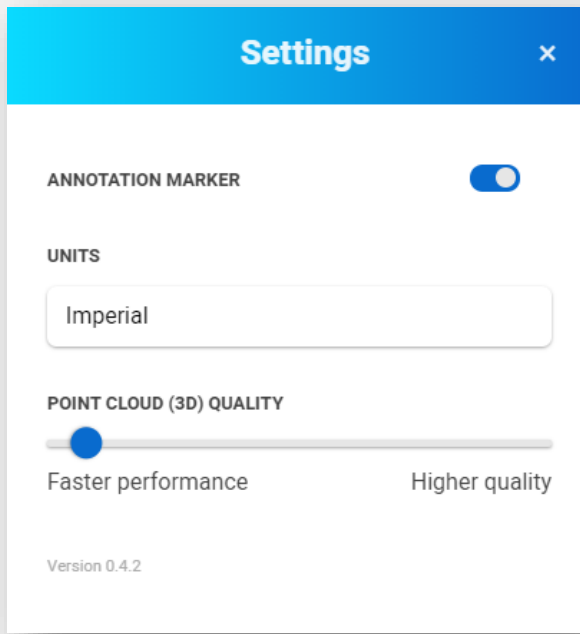 Settings ×
ANNOTATION MARKER
UNITS
Imperial
POINT CLOUD (3D) QUALITY
Faster performance Higher quality
Version 0.4.2